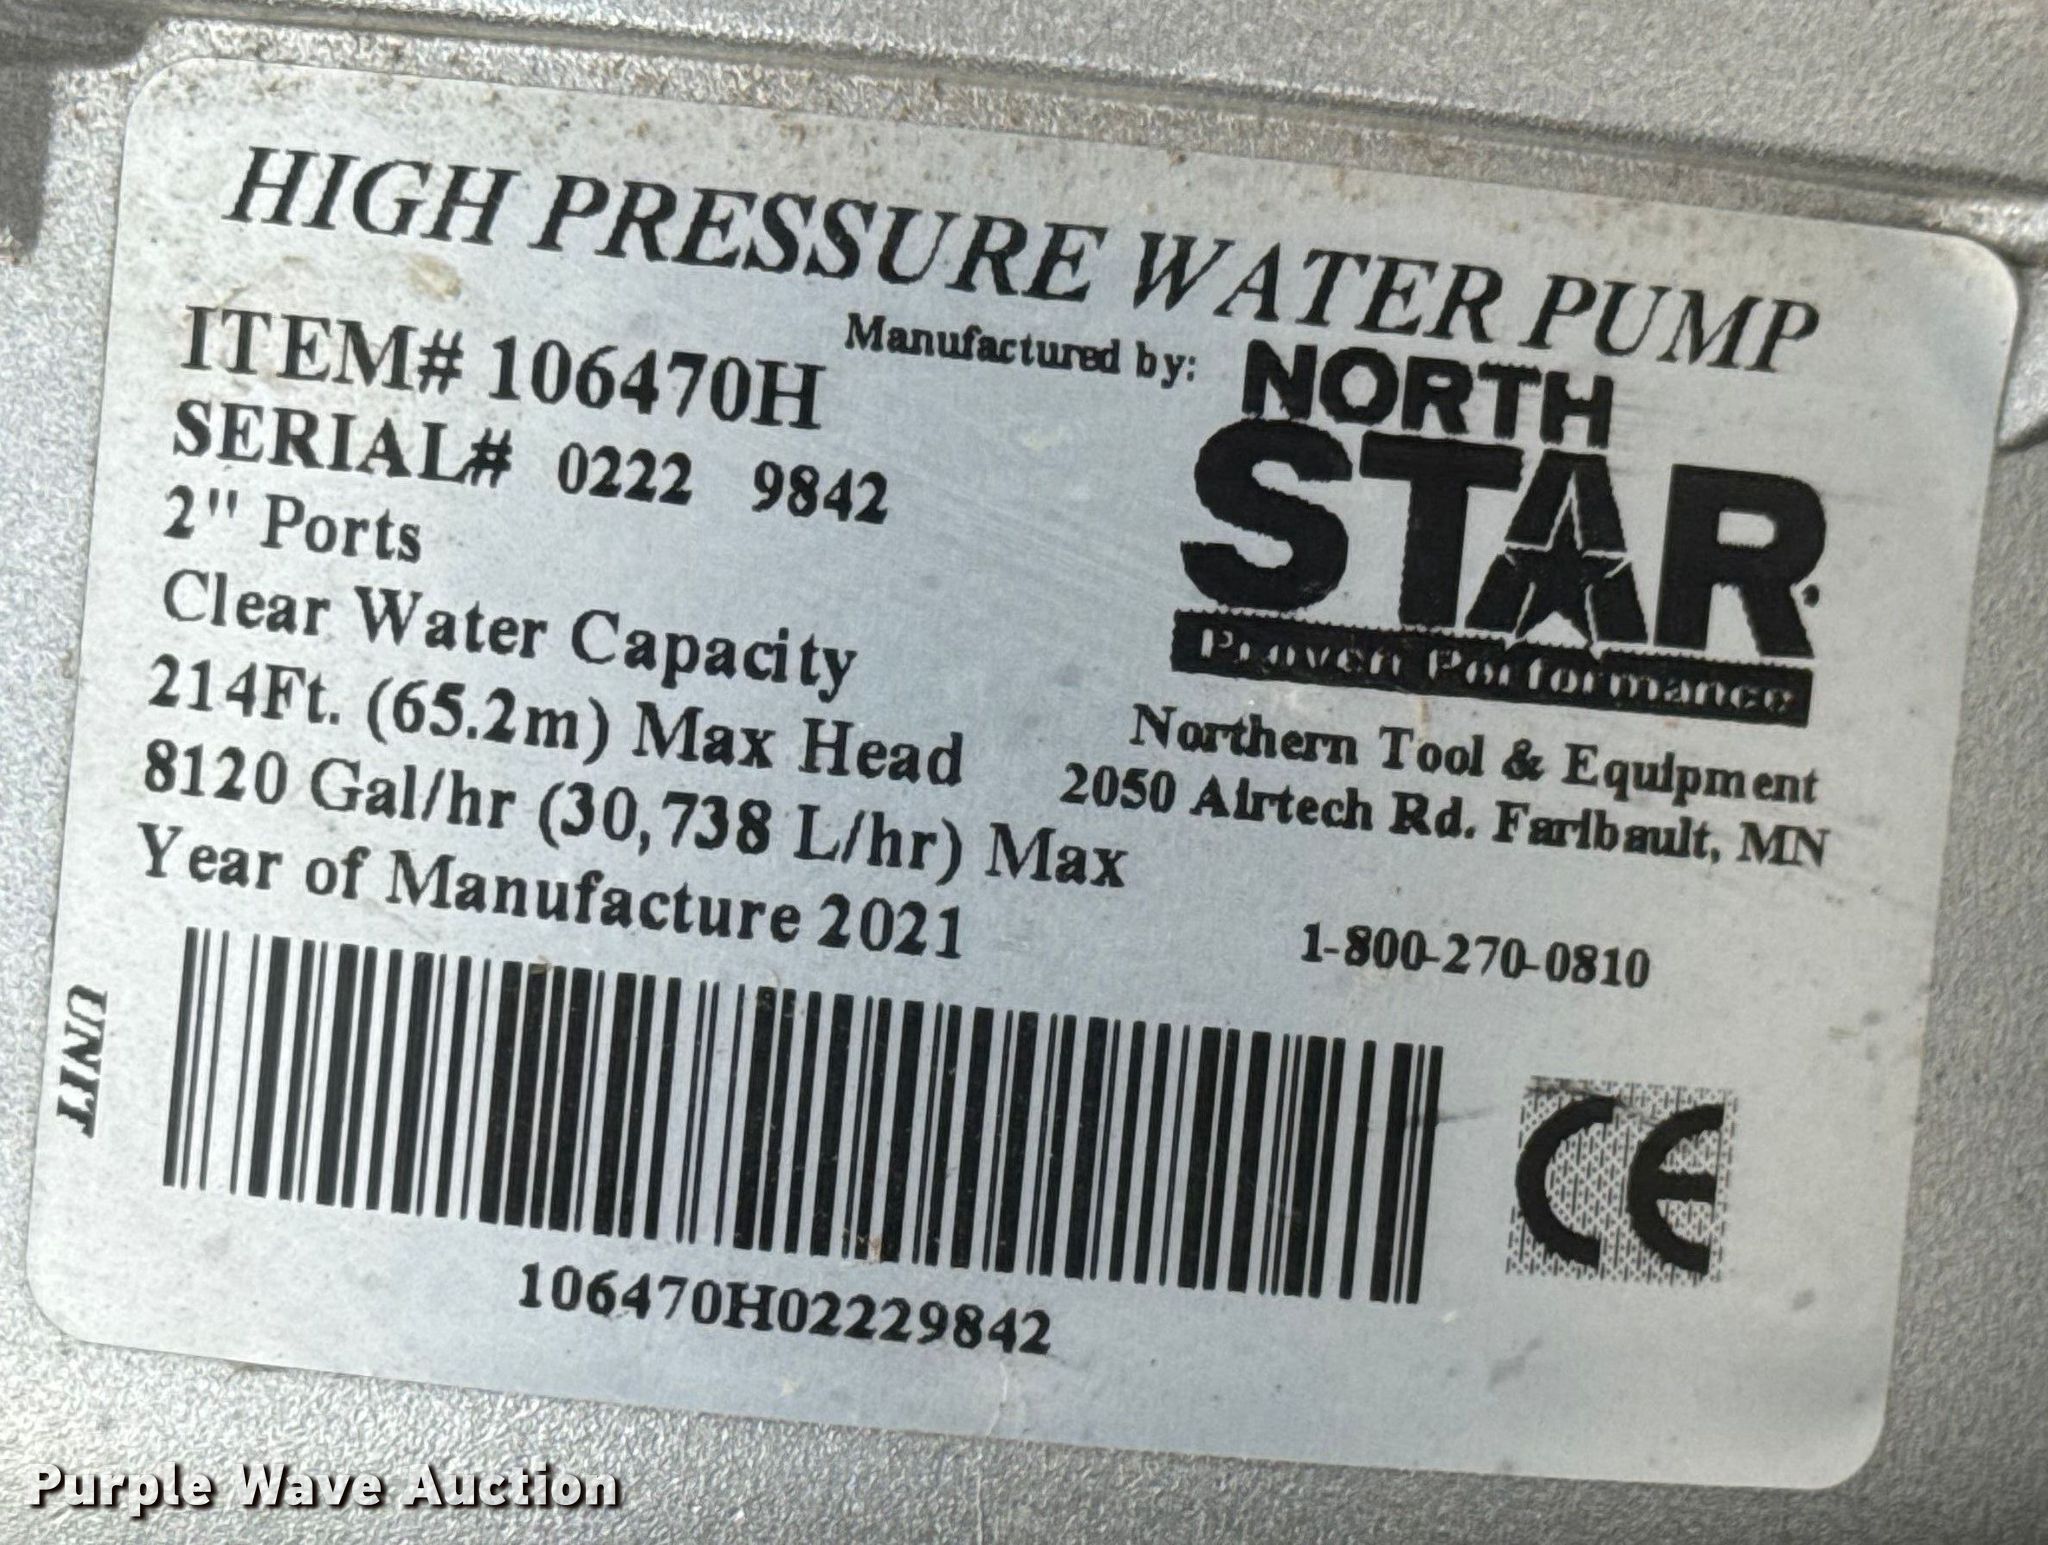 HIGH PRESSURE WATER PUMP
ITEM# 106470H
SERIAL# 0222 9842
2" Ports
Clear Water Capacity
214Ft. (65.2m) Max Head
8120 Gal/hr (30,738 L/hr) Max
Year of Manufacture 2021
Manufactured by:
NORTH
STAR
Proven Performance
Northern Tool & Equipment
2050 Airtech Rd. Faribault, MN
1-800-270-0810
UNIT
CE
106470H02229842
Purple Wave Auction